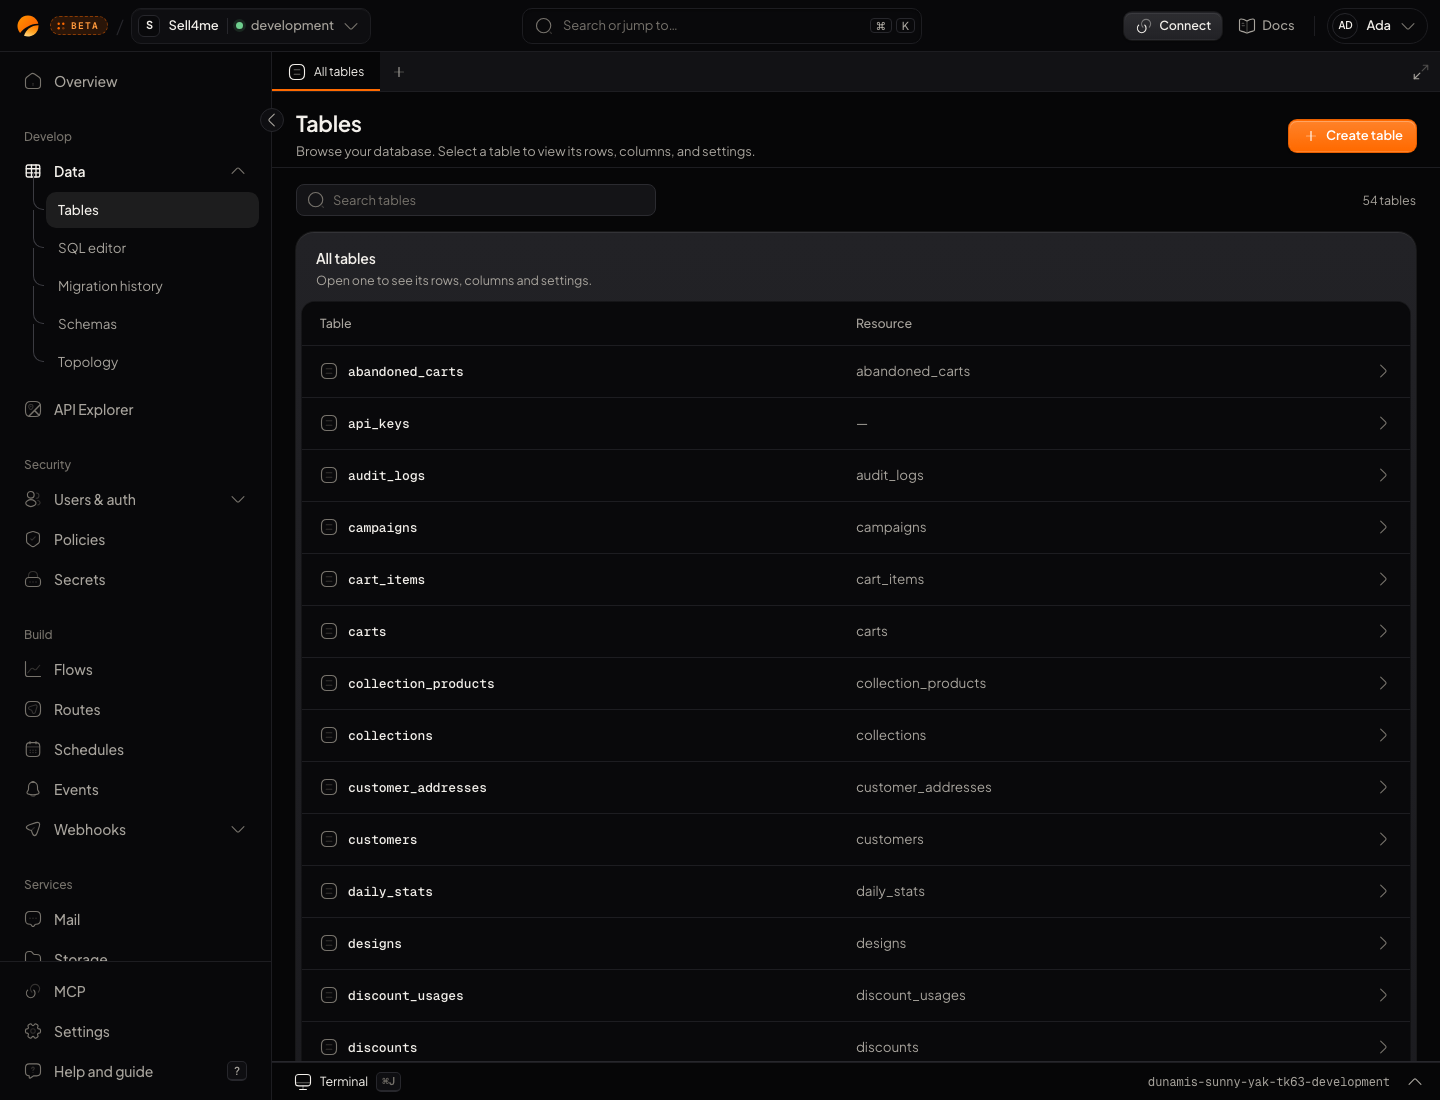 BETA / S Sell4me development
Search or jump to... ⌘ K
Connect Docs AD Ada
Overview
Develop
Data
Tables
SQL editor
Migration history
Schemas
Topology
API Explorer
Security
Users & auth
Policies
Secrets
Build
Flows
Routes
Schedules
Events
Webhooks
Services
Mail
Storage
MCP
Settings
Help and guide ?
All tables
Tables
Browse your database. Select a table to view its rows, columns, and settings.
Create table
Search tables
54 tables
All tables
Open one to see its rows, columns and settings.
Table Resource
abandoned_carts abandoned_carts
api_keys —
audit_logs audit_logs
campaigns campaigns
cart_items cart_items
carts carts
collection_products collection_products
collections collections
customer_addresses customer_addresses
customers customers
daily_stats daily_stats
designs designs
discount_usages discount_usages
discounts discounts
Terminal ⌘J
dunamis-sunny-yak-tk63-development